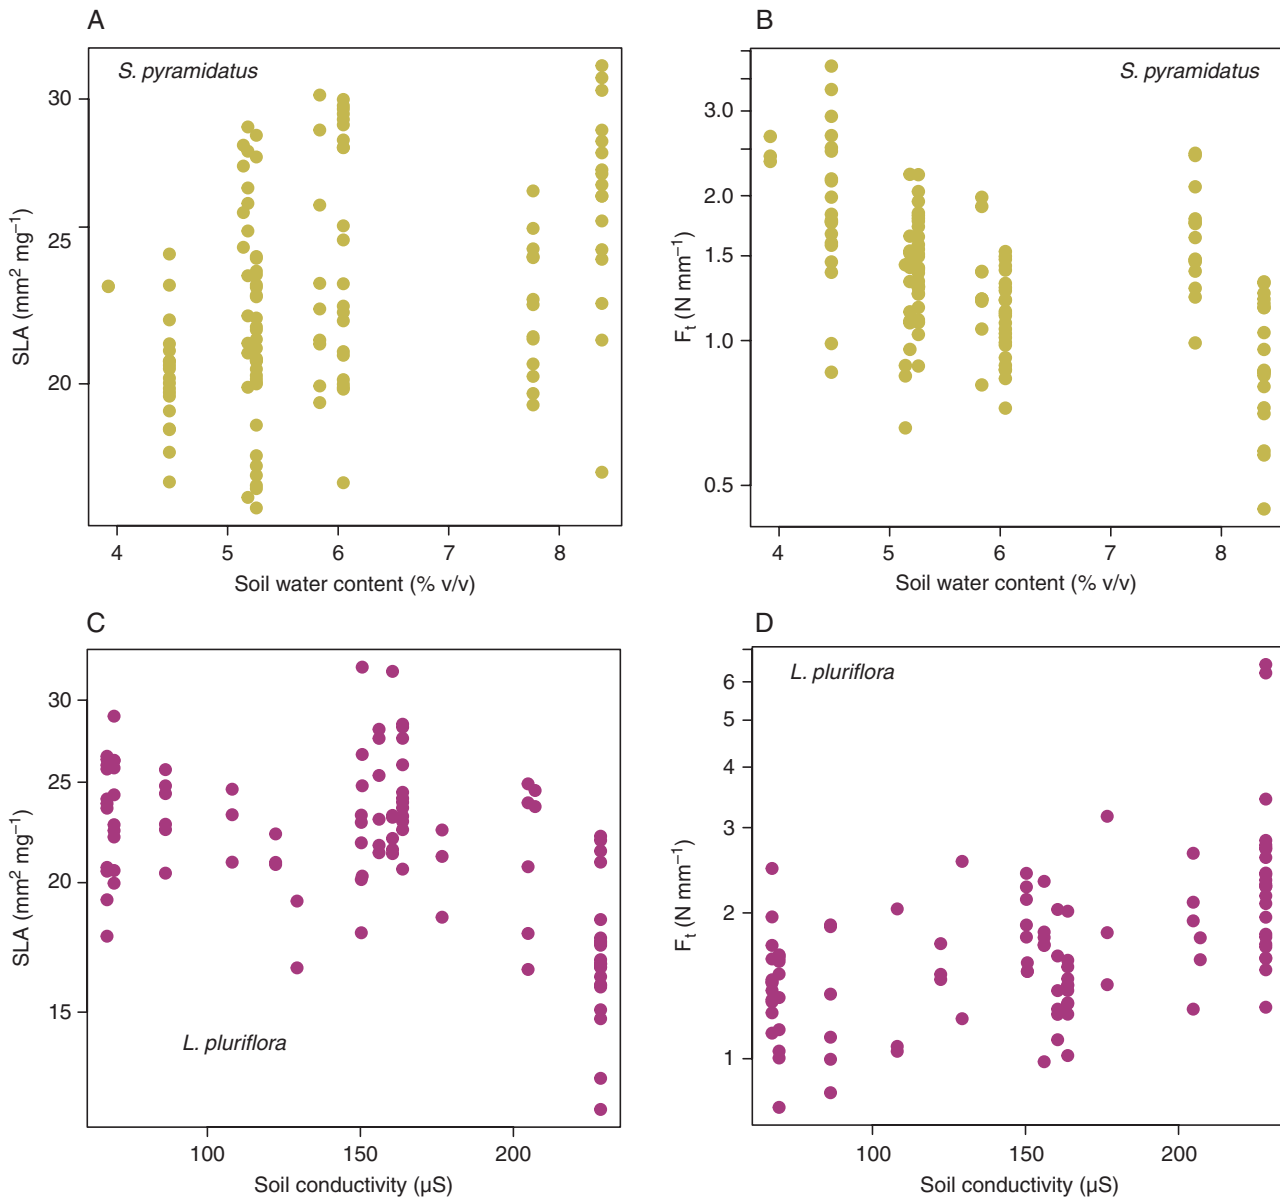 A
S. pyramidatus
30
25
20
SLA (mm² mg⁻¹)
4 5 6 7 8
Soil water content (% v/v)
B
S. pyramidatus
3.0
2.0
1.5
1.0
0.5
Fₜ (N mm⁻¹)
4 5 6 7 8
Soil water content (% v/v)
C
30
25
20
15
SLA (mm² mg⁻¹)
L. pluriflora
100 150 200
Soil conductivity (µS)
D
L. pluriflora
6
5
4
3
2
1
Fₜ (N mm⁻¹)
100 150 200
Soil conductivity (µS)